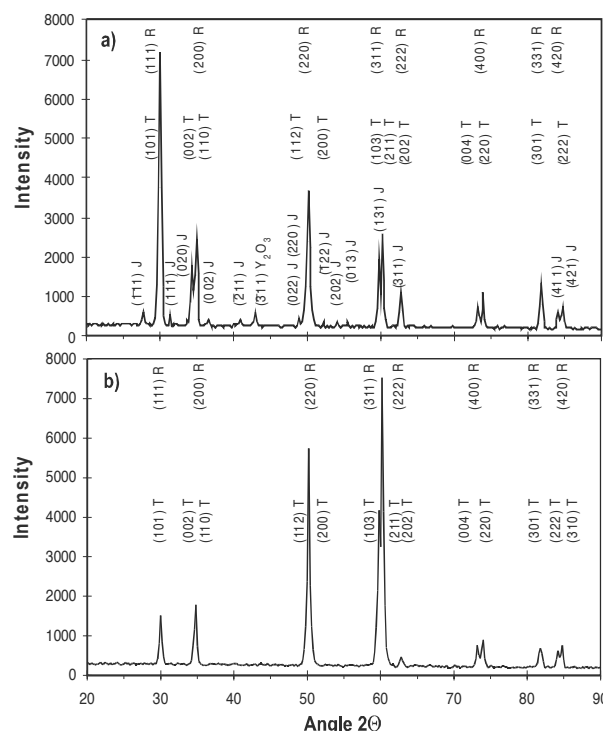 a)
Intensity
8000
7000
6000
5000
4000
3000
2000
1000
0
(111) R
(200) R
(220) R
(311) R
(222) R
(400) R
(331) R
(420) R
(101) T
(002) T
(110) T
(112) T
(200) T
(103) T
(211) T
(202) T
(004) T
(220) T
(301) T
(222) T
(1̄11) J
(111) J
(020) J
(002) J
(2̄11) J
(3̄11) Y₂O₃
(022) J
(220) J
(1̄22) J
(202) J
(013) J
(131) J
(311) J
(411) J
(421) J
b)
Intensity
8000
7000
6000
5000
4000
3000
2000
1000
0
(111) R
(200) R
(220) R
(311) R
(222) R
(400) R
(331) R
(420) R
(101) T
(002) T
(110) T
(112) T
(200) T
(103) T
(211) T
(202) T
(004) T
(220) T
(301) T
(222) T
(310) T
20 30 40 50 60 70 80 90
Angle 2Θ